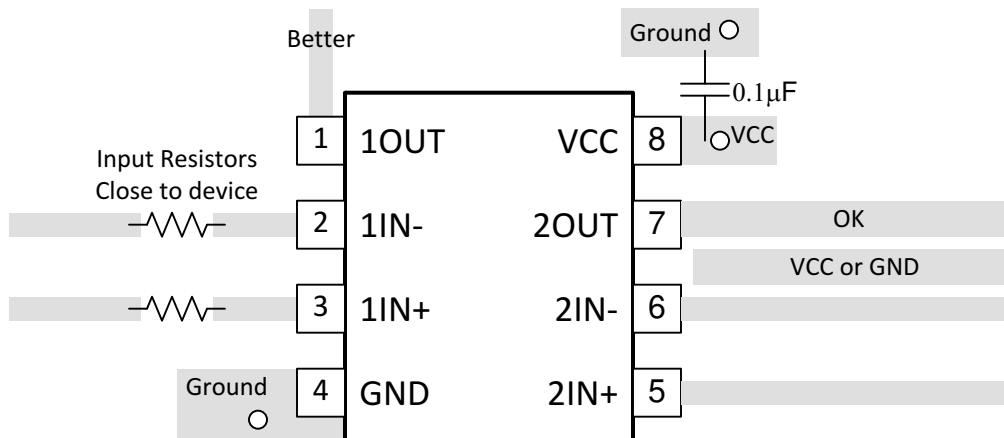 Better
Ground
0.1µF
1 1OUT VCC 8 VCC
Input Resistors
Close to device
2 1IN- 2OUT 7 OK
VCC or GND
3 1IN+ 2IN- 6
Ground
4 GND 2IN+ 5